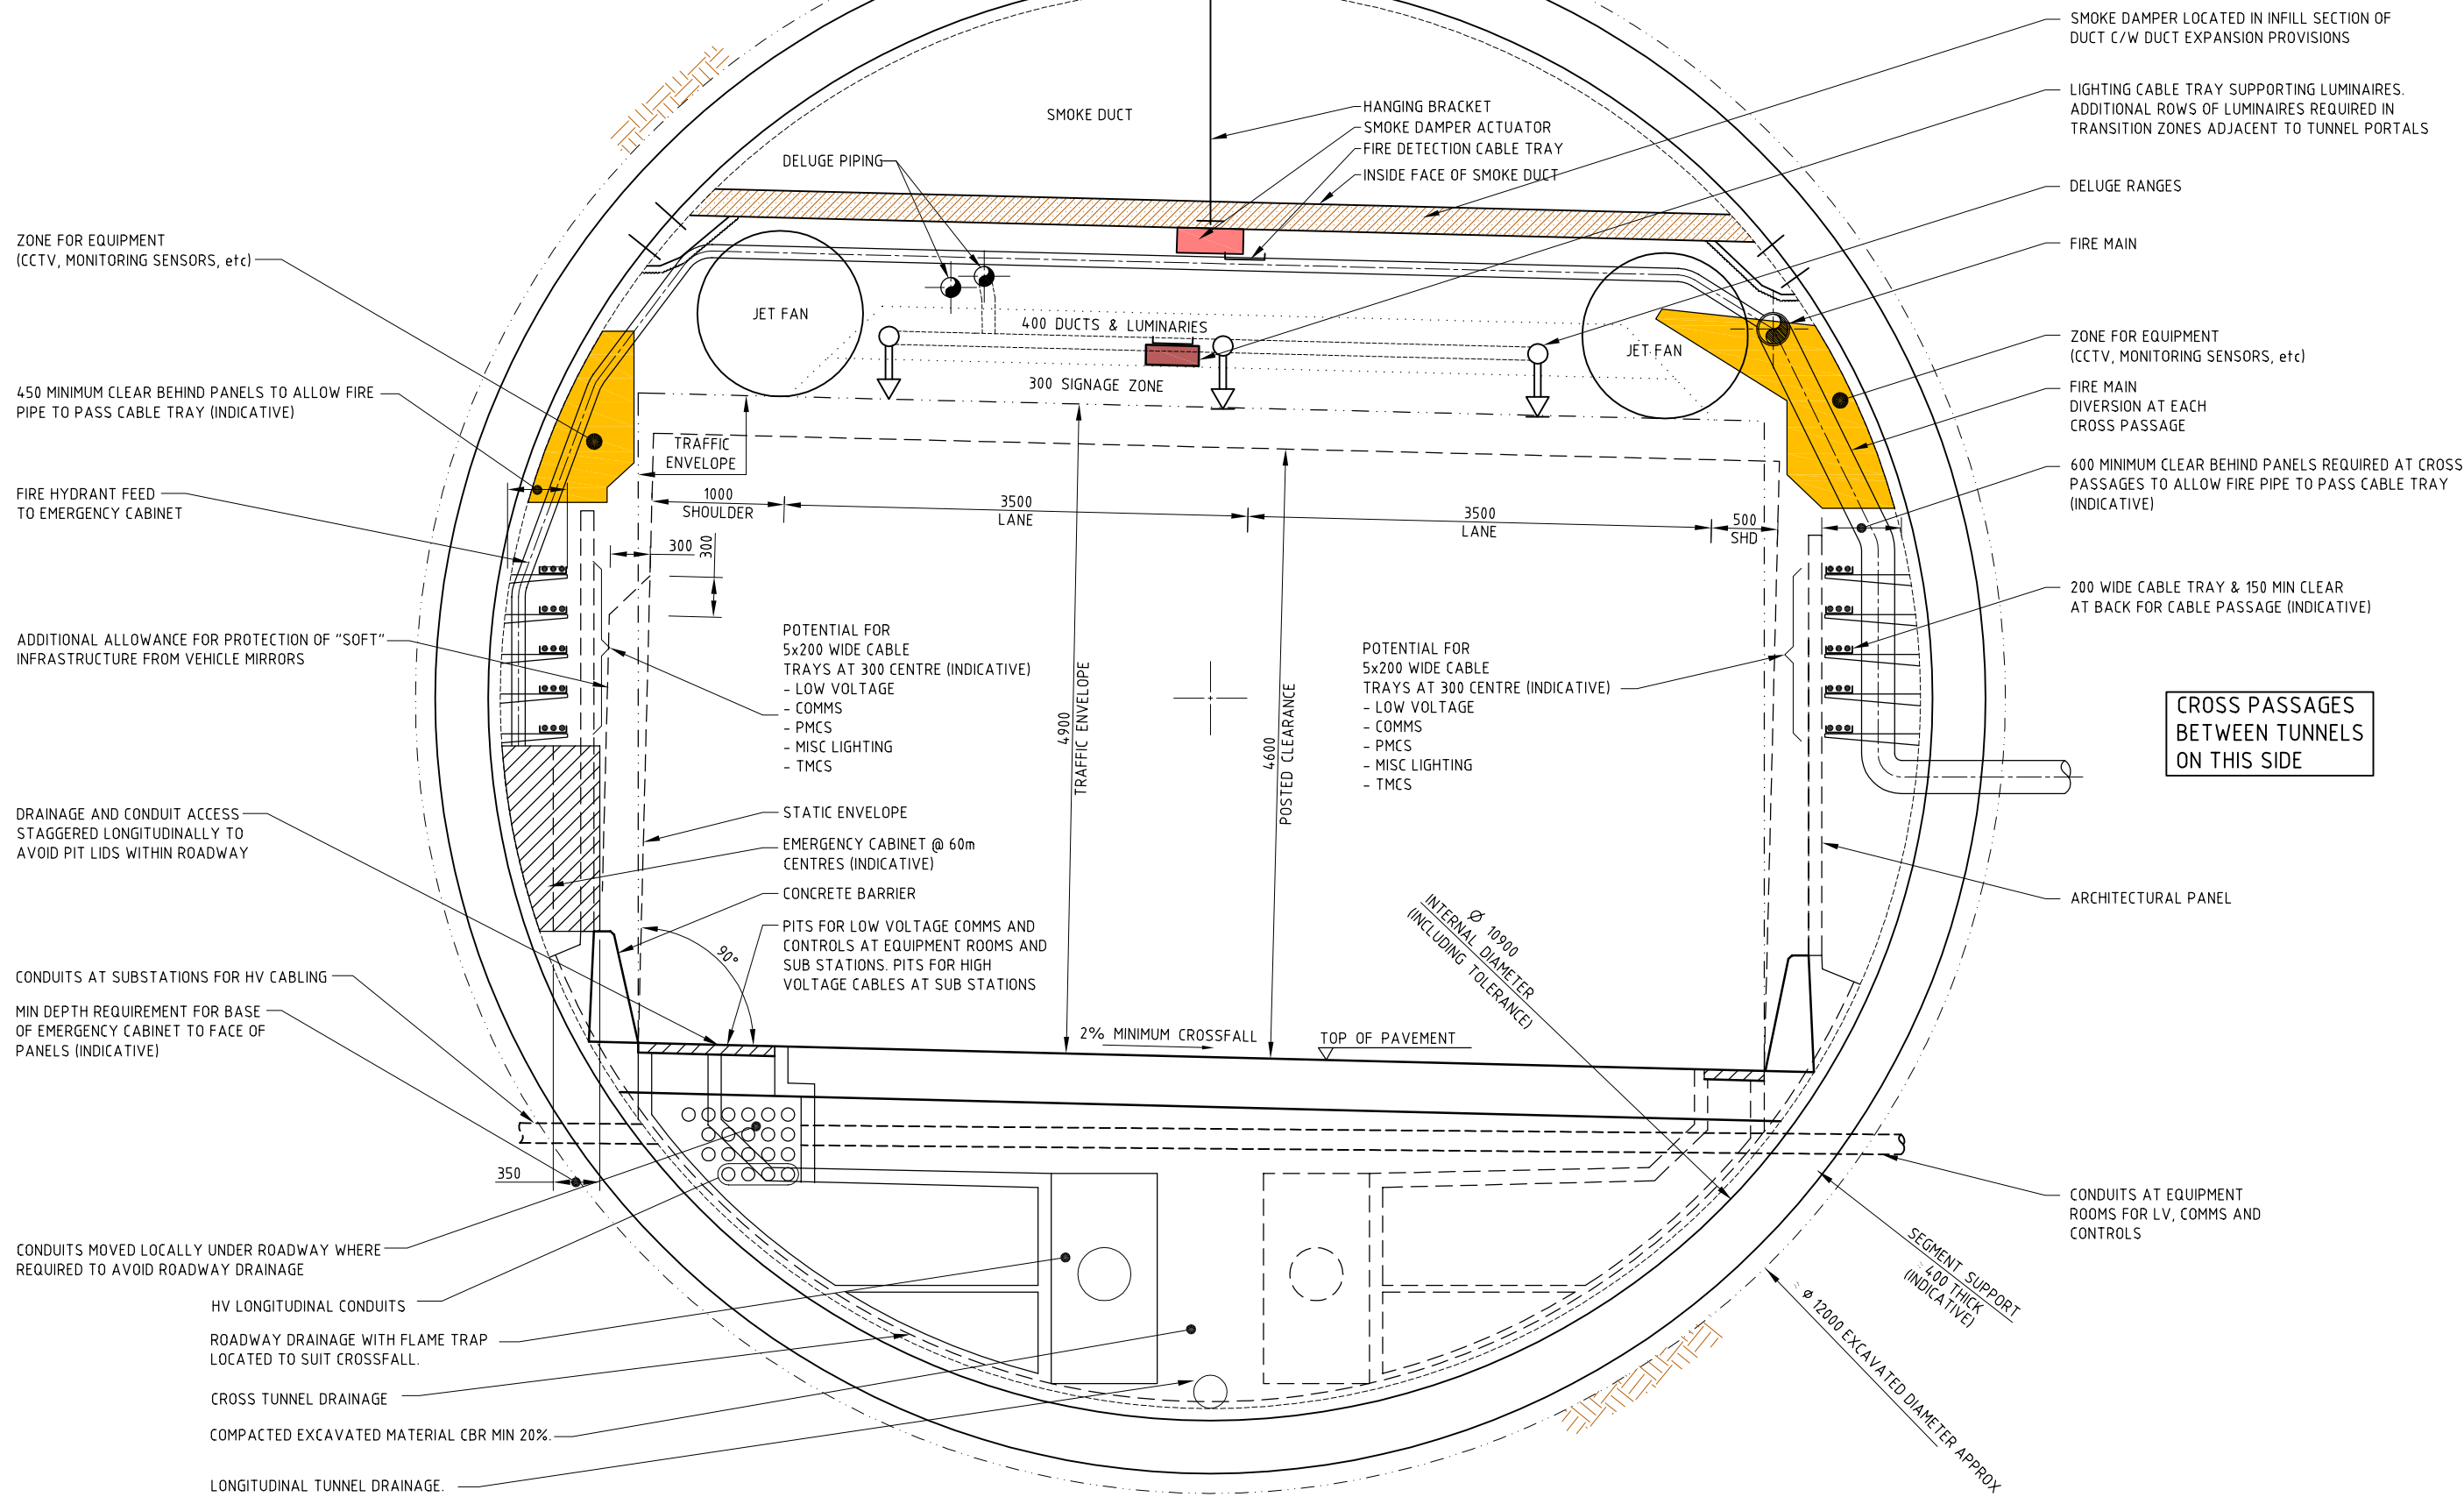 SMOKE DAMPER LOCATED IN INFILL SECTION OF
DUCT C/W DUCT EXPANSION PROVISIONS
LIGHTING CABLE TRAY SUPPORTING LUMINAIRES.
ADDITIONAL ROWS OF LUMINAIRES REQUIRED IN
TRANSITION ZONES ADJACENT TO TUNNEL PORTALS
DELUGE RANGES
FIRE MAIN
ZONE FOR EQUIPMENT
(CCTV, MONITORING SENSORS, etc)
FIRE MAIN
DIVERSION AT EACH
CROSS PASSAGE
600 MINIMUM CLEAR BEHIND PANELS REQUIRED AT CROSS
PASSAGES TO ALLOW FIRE PIPE TO PASS CABLE TRAY
(INDICATIVE)
200 WIDE CABLE TRAY & 150 MIN CLEAR
AT BACK FOR CABLE PASSAGE (INDICATIVE)
CROSS PASSAGES
BETWEEN TUNNELS
ON THIS SIDE
ARCHITECTURAL PANEL
CONDUITS AT EQUIPMENT
ROOMS FOR LV, COMMS AND
CONTROLS
SMOKE DUCT
HANGING BRACKET
SMOKE DAMPER ACTUATOR
FIRE DETECTION CABLE TRAY
INSIDE FACE OF SMOKE DUCT
DELUGE PIPING
JET FAN
400 DUCTS & LUMINARIES
JET FAN
300 SIGNAGE ZONE
TRAFFIC
ENVELOPE
1000
SHOULDER
3500
LANE
3500
LANE
500
SHD
300
300
POTENTIAL FOR
5x200 WIDE CABLE
TRAYS AT 300 CENTRE (INDICATIVE)
- LOW VOLTAGE
- COMMS
- PMCS
- MISC LIGHTING
- TMCS
4900
TRAFFIC ENVELOPE
4600
POSTED CLEARANCE
POTENTIAL FOR
5x200 WIDE CABLE
TRAYS AT 300 CENTRE (INDICATIVE)
- LOW VOLTAGE
- COMMS
- PMCS
- MISC LIGHTING
- TMCS
STATIC ENVELOPE
EMERGENCY CABINET @ 60m
CENTRES (INDICATIVE)
CONCRETE BARRIER
PITS FOR LOW VOLTAGE COMMS AND
CONTROLS AT EQUIPMENT ROOMS AND
SUB STATIONS. PITS FOR HIGH
VOLTAGE CABLES AT SUB STATIONS
90°
2% MINIMUM CROSSFALL
TOP OF PAVEMENT
Ø 10900
INTERNAL DIAMETER
(INCLUDING TOLERANCE)
SEGMENT SUPPORT
400 THICK
(INDICATIVE)
Ø 12000 EXCAVATED DIAMETER APPROX
350
ZONE FOR EQUIPMENT
(CCTV, MONITORING SENSORS, etc)
450 MINIMUM CLEAR BEHIND PANELS TO ALLOW FIRE
PIPE TO PASS CABLE TRAY (INDICATIVE)
FIRE HYDRANT FEED
TO EMERGENCY CABINET
ADDITIONAL ALLOWANCE FOR PROTECTION OF "SOFT"
INFRASTRUCTURE FROM VEHICLE MIRRORS
DRAINAGE AND CONDUIT ACCESS
STAGGERED LONGITUDINALLY TO
AVOID PIT LIDS WITHIN ROADWAY
CONDUITS AT SUBSTATIONS FOR HV CABLING
MIN DEPTH REQUIREMENT FOR BASE
OF EMERGENCY CABINET TO FACE OF
PANELS (INDICATIVE)
CONDUITS MOVED LOCALLY UNDER ROADWAY WHERE
REQUIRED TO AVOID ROADWAY DRAINAGE
HV LONGITUDINAL CONDUITS
ROADWAY DRAINAGE WITH FLAME TRAP
LOCATED TO SUIT CROSSFALL.
CROSS TUNNEL DRAINAGE
COMPACTED EXCAVATED MATERIAL CBR MIN 20%.
LONGITUDINAL TUNNEL DRAINAGE.